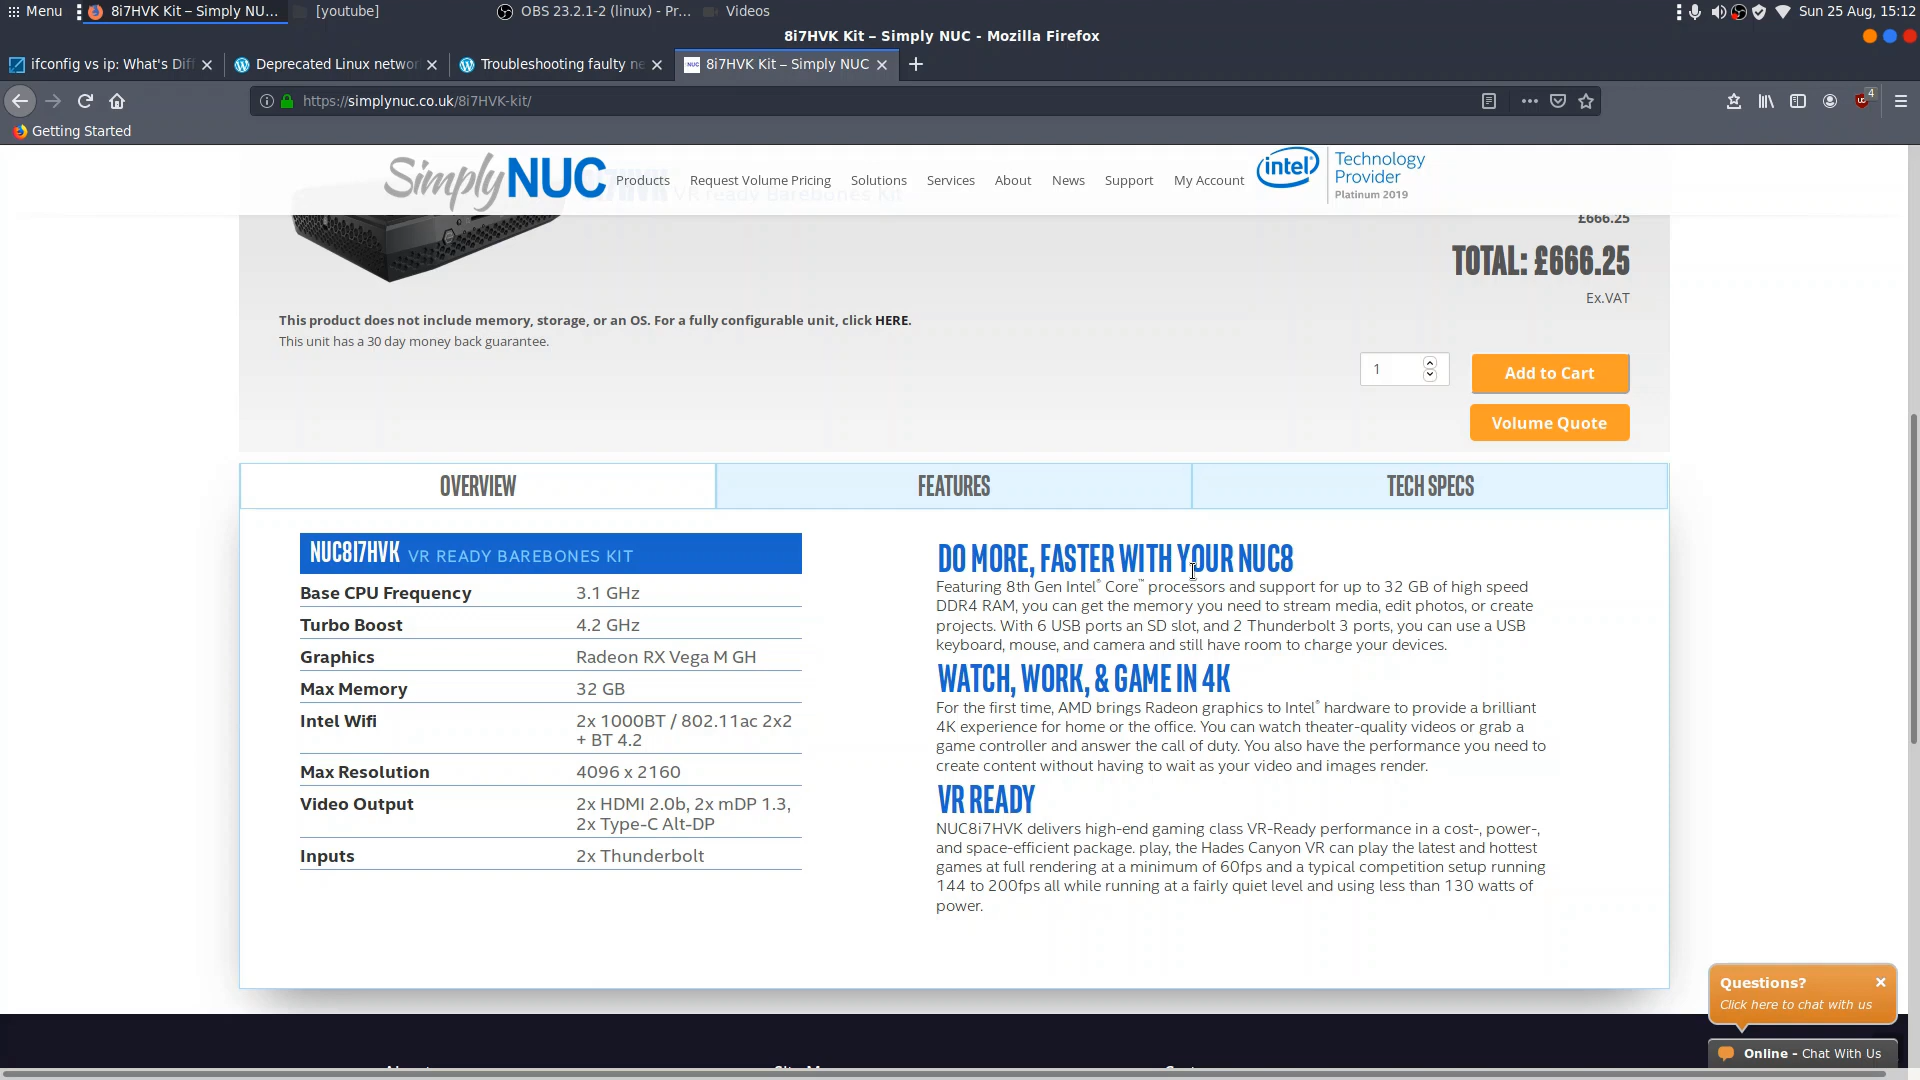 Menu
8i7HVK Kit – Simply NU...
[youtube]
OBS 23.2.1-2 (linux) - Pr...
Videos
Sun 25 Aug, 15:12
8i7HVK Kit – Simply NUC - Mozilla Firefox
ifconfig vs ip: What's Dif
Deprecated Linux networ
Troubleshooting faulty ne
NUC 8i7HVK Kit – Simply NUC
https://simplynuc.co.uk/8i7HVK-kit/
4
Getting Started
Simply NUC
Products
Request Volume Pricing
Solutions
Services
About
News
Support
My Account
intel
Technology
Provider
Platinum 2019
VR ready Barebones Kit
£666.25
TOTAL: £666.25
Ex.VAT
This product does not include memory, storage, or an OS. For a fully configurable unit, click HERE.
This unit has a 30 day money back guarantee.
1
Add to Cart
Volume Quote
OVERVIEW
FEATURES
TECH SPECS
NUC8I7HVK VR READY BAREBONES KIT
Base CPU Frequency 3.1 GHz
Turbo Boost 4.2 GHz
Graphics Radeon RX Vega M GH
Max Memory 32 GB
Intel Wifi 2x 1000BT / 802.11ac 2x2
+ BT 4.2
Max Resolution 4096 x 2160
Video Output 2x HDMI 2.0b, 2x mDP 1.3,
2x Type-C Alt-DP
Inputs 2x Thunderbolt
DO MORE, FASTER WITH YOUR NUC8
Featuring 8th Gen Intel® Core™ processors and support for up to 32 GB of high speed
DDR4 RAM, you can get the memory you need to stream media, edit photos, or create
projects. With 6 USB ports an SD slot, and 2 Thunderbolt 3 ports, you can use a USB
keyboard, mouse, and camera and still have room to charge your devices.
WATCH, WORK, & GAME IN 4K
For the first time, AMD brings Radeon graphics to Intel® hardware to provide a brilliant
4K experience for home or the office. You can watch theater-quality videos or grab a
game controller and answer the call of duty. You also have the performance you need to
create content without having to wait as your video and images render.
VR READY
NUC8i7HVK delivers high-end gaming class VR-Ready performance in a cost-, power-,
and space-efficient package. play, the Hades Canyon VR can play the latest and hottest
games at full rendering at a minimum of 60fps and a typical competition setup running
144 to 200fps all while running at a fairly quiet level and using less than 130 watts of
power.
Questions?
Click here to chat with us
Online - Chat With Us